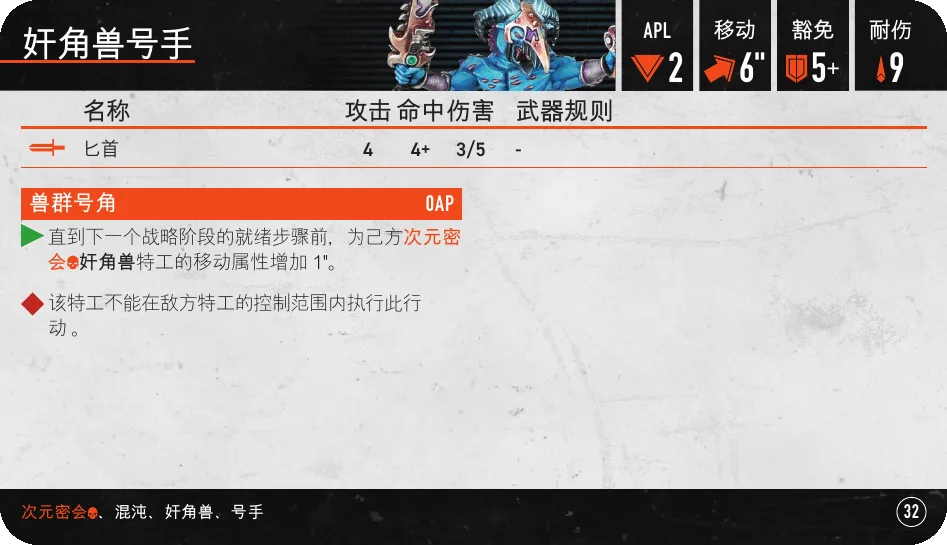 奸角兽号手
APL 移动 豁免 耐伤
2 6" 5+ 9
名称 攻击 命中 伤害 武器规则
匕首 4 4+ 3/5 -
兽群号角 0AP
直到下一个战略阶段的就绪步骤前，为己方次元密
会奸角兽特工的移动属性增加 1"。
该特工不能在敌方特工的控制范围内执行此行
动。
次元密会、混沌、奸角兽、号手
32